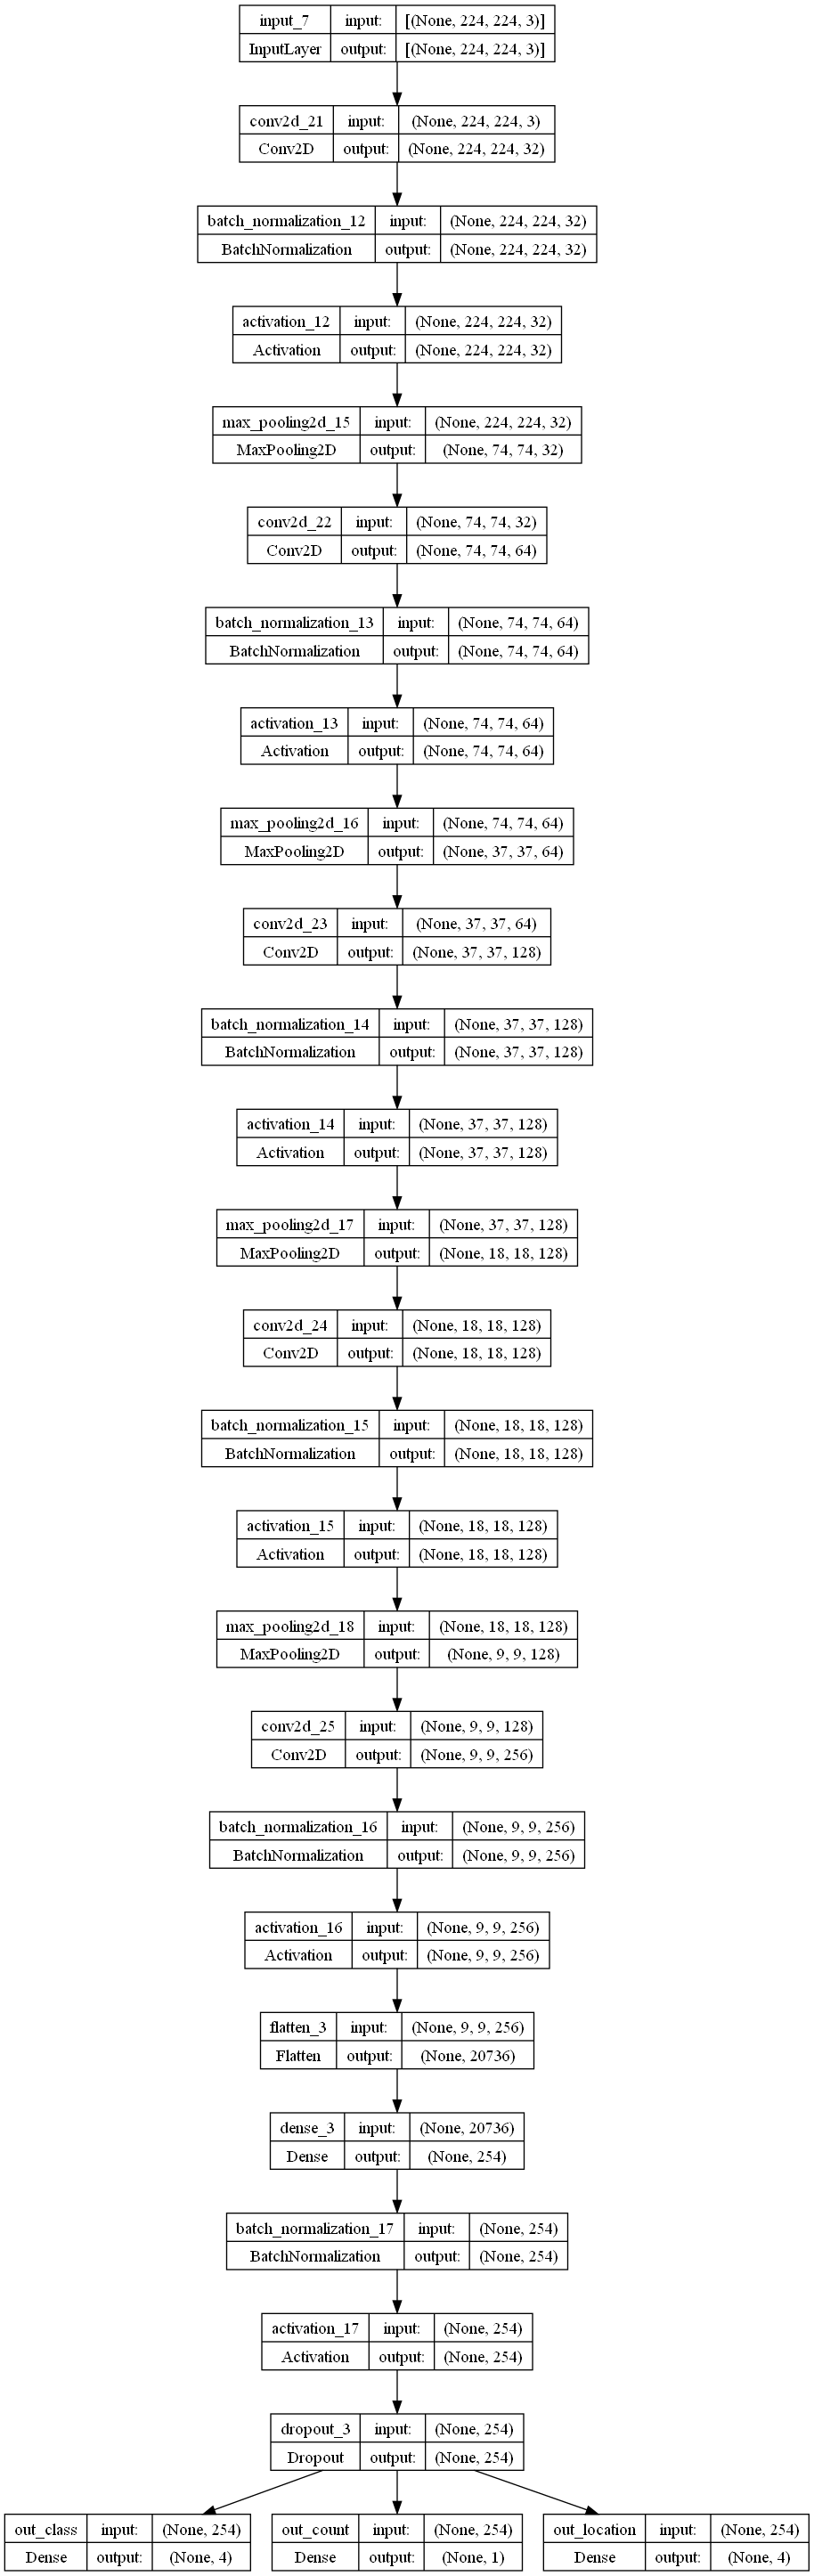 input_7 input: [(None, 224, 224, 3)]
InputLayer output: [(None, 224, 224, 3)]
conv2d_21 input: (None, 224, 224, 3)
Conv2D output: (None, 224, 224, 32)
batch_normalization_12 input: (None, 224, 224, 32)
BatchNormalization output: (None, 224, 224, 32)
activation_12 input: (None, 224, 224, 32)
Activation output: (None, 224, 224, 32)
max_pooling2d_15 input: (None, 224, 224, 32)
MaxPooling2D output: (None, 74, 74, 32)
conv2d_22 input: (None, 74, 74, 32)
Conv2D output: (None, 74, 74, 64)
batch_normalization_13 input: (None, 74, 74, 64)
BatchNormalization output: (None, 74, 74, 64)
activation_13 input: (None, 74, 74, 64)
Activation output: (None, 74, 74, 64)
max_pooling2d_16 input: (None, 74, 74, 64)
MaxPooling2D output: (None, 37, 37, 64)
conv2d_23 input: (None, 37, 37, 64)
Conv2D output: (None, 37, 37, 128)
batch_normalization_14 input: (None, 37, 37, 128)
BatchNormalization output: (None, 37, 37, 128)
activation_14 input: (None, 37, 37, 128)
Activation output: (None, 37, 37, 128)
max_pooling2d_17 input: (None, 37, 37, 128)
MaxPooling2D output: (None, 18, 18, 128)
conv2d_24 input: (None, 18, 18, 128)
Conv2D output: (None, 18, 18, 128)
batch_normalization_15 input: (None, 18, 18, 128)
BatchNormalization output: (None, 18, 18, 128)
activation_15 input: (None, 18, 18, 128)
Activation output: (None, 18, 18, 128)
max_pooling2d_18 input: (None, 18, 18, 128)
MaxPooling2D output: (None, 9, 9, 128)
conv2d_25 input: (None, 9, 9, 128)
Conv2D output: (None, 9, 9, 256)
batch_normalization_16 input: (None, 9, 9, 256)
BatchNormalization output: (None, 9, 9, 256)
activation_16 input: (None, 9, 9, 256)
Activation output: (None, 9, 9, 256)
flatten_3 input: (None, 9, 9, 256)
Flatten output: (None, 20736)
dense_3 input: (None, 20736)
Dense output: (None, 254)
batch_normalization_17 input: (None, 254)
BatchNormalization output: (None, 254)
activation_17 input: (None, 254)
Activation output: (None, 254)
dropout_3 input: (None, 254)
Dropout output: (None, 254)
out_class input: (None, 254)
Dense output: (None, 4)
out_count input: (None, 254)
Dense output: (None, 1)
out_location input: (None, 254)
Dense output: (None, 4)